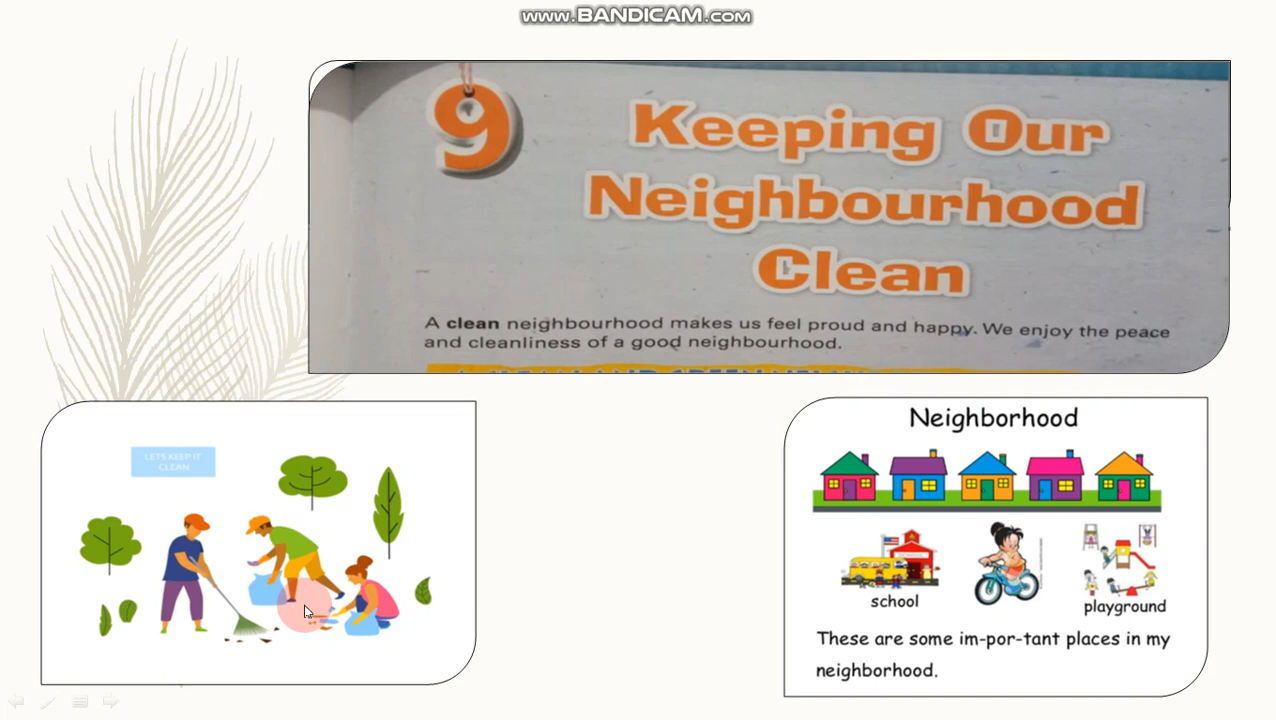 www.BANDICAM.com
9
Keeping Our
Neighbourhood
Clean
A clean neighbourhood makes us feel proud and happy. We enjoy the peace
and cleanliness of a good neighbourhood.
LETS KEEP IT
CLEAN
Neighborhood
school
playground
These are some im-por-tant places in my
neighborhood.